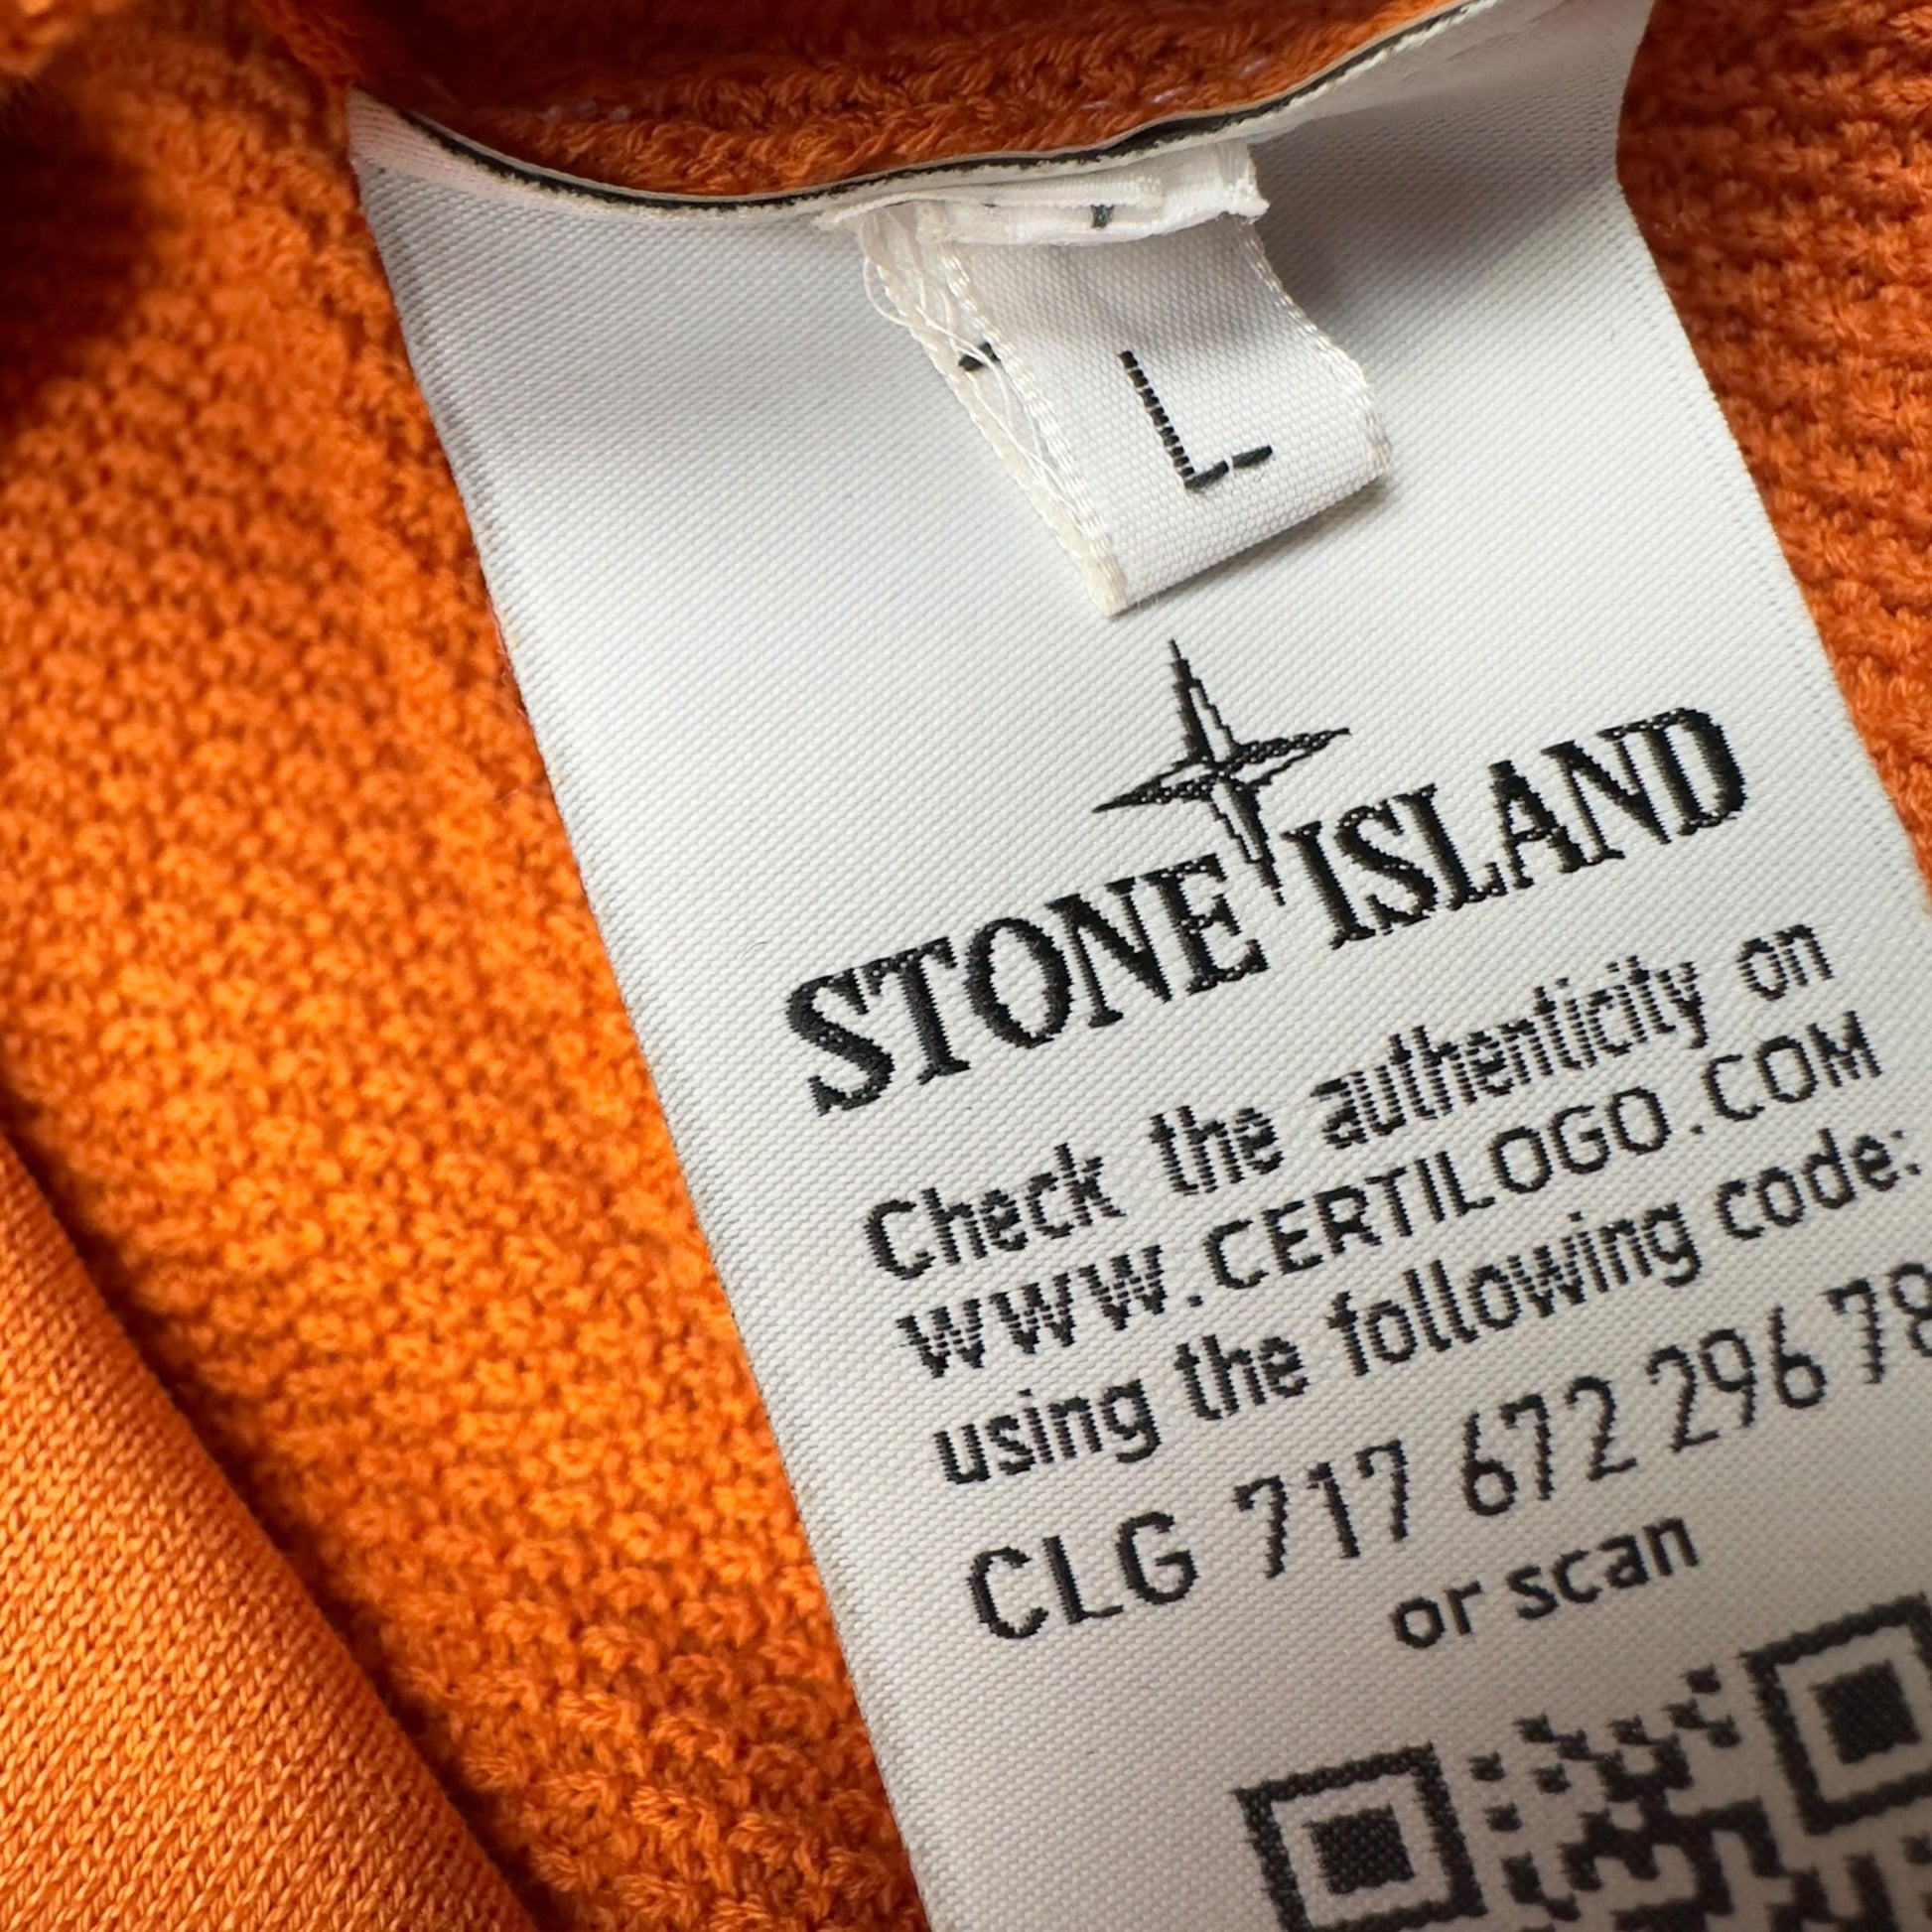 L
STONE ISLAND
Check the authenticity on
WWW.CERTILOGO.COM
using the following code:
CLG 717 672 296 78
or scan